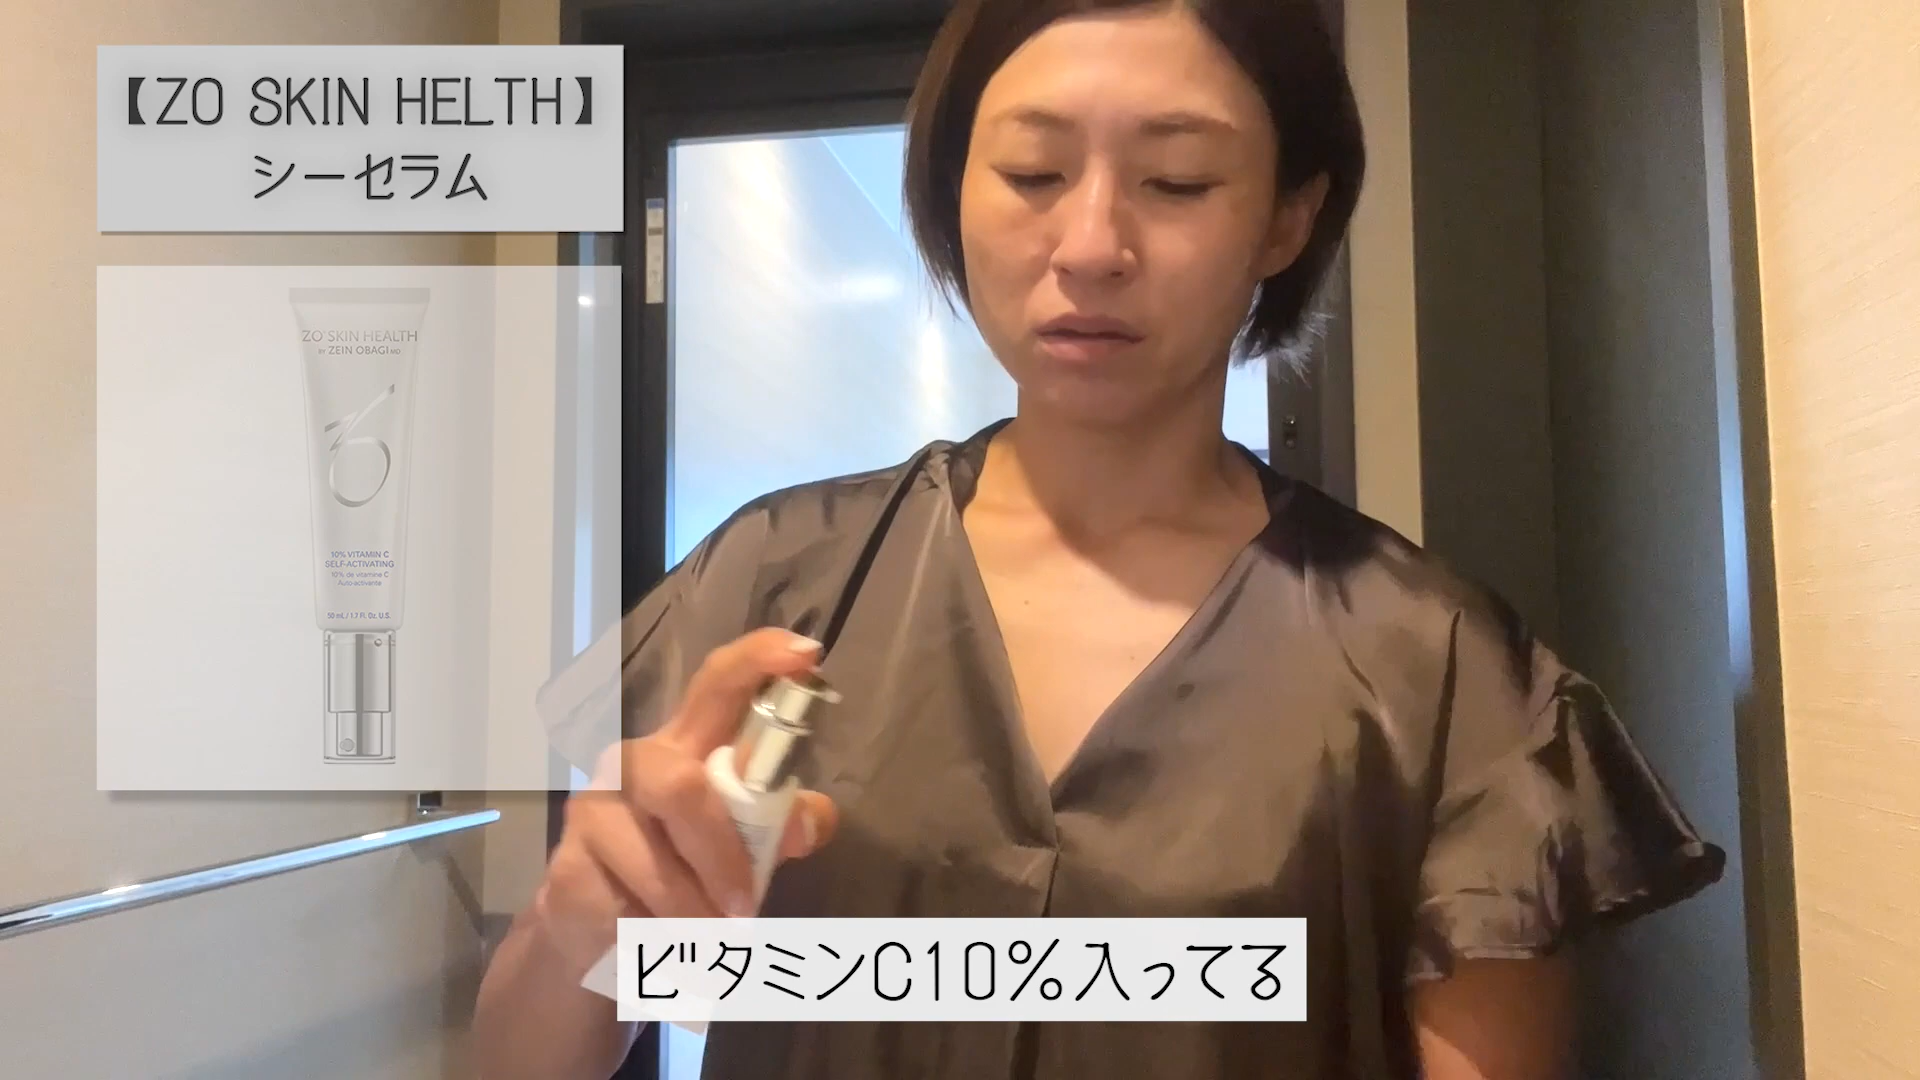 【ZO SKIN HELTH】
シーセラム
ZO SKIN HEALTH
BY ZEIN OBAGI MD
10% VITAMIN C
SELF-ACTIVATING
10% de vitamine C
Auto-activante
50 mL / 1.7 Fl. Oz. U.S.
ビタミンC10%入ってる